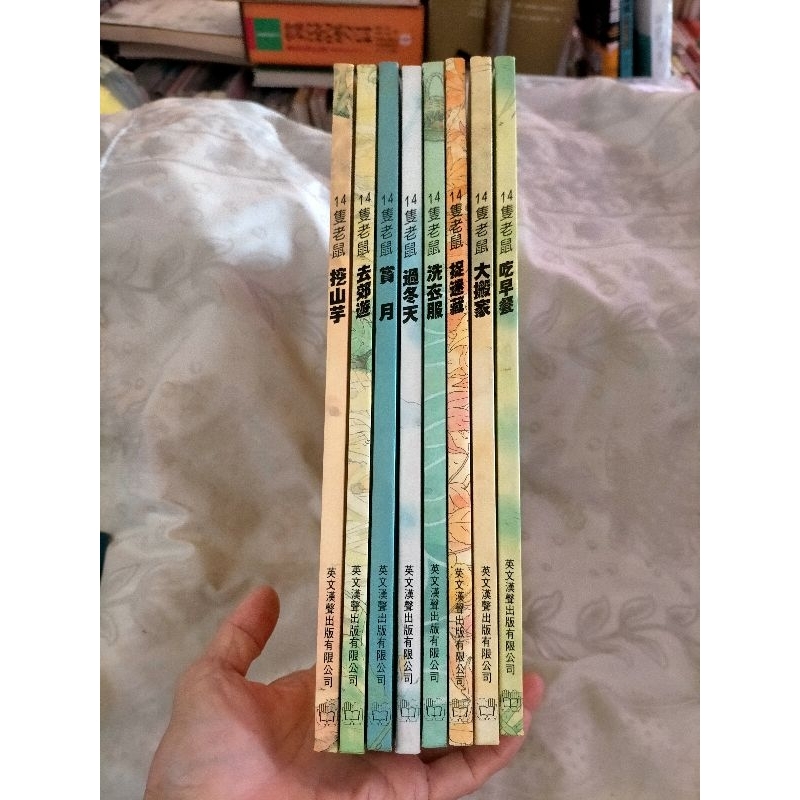 14隻老鼠 挖山芋 英文漢聲出版有限公司
14隻老鼠 去郊遊 英文漢聲出版有限公司
14隻老鼠 賞 月 英文漢聲出版有限公司
14隻老鼠 過冬天 英文漢聲出版有限公司
14隻老鼠 洗衣服 英文漢聲出版有限公司
14隻老鼠 捉迷藏 英文漢聲出版有限公司
14隻老鼠 大搬家 英文漢聲出版有限公司
14隻老鼠 吃早餐 英文漢聲出版有限公司